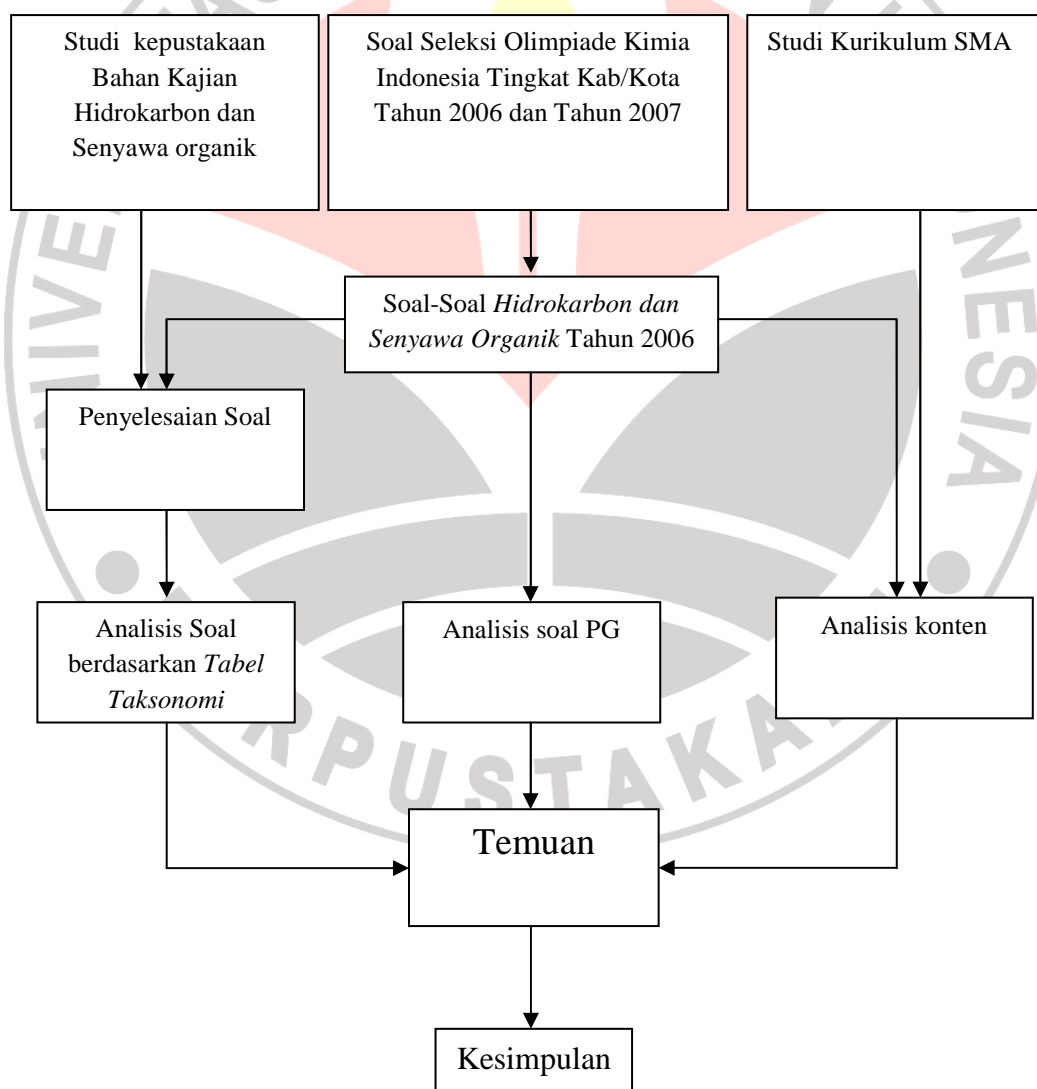 Studi kepustakaan
Bahan Kajian
Hidrokarbon dan
Senyawa organik
Soal Seleksi Olimpiade Kimia
Indonesia Tingkat Kab/Kota
Tahun 2006 dan Tahun 2007
Studi Kurikulum SMA
Soal-Soal Hidrokarbon dan
Senyawa Organik Tahun 2006
Penyelesaian Soal
Analisis Soal
berdasarkan Tabel
Taksonomi
Analisis soal PG
Analisis konten
Temuan
Kesimpulan